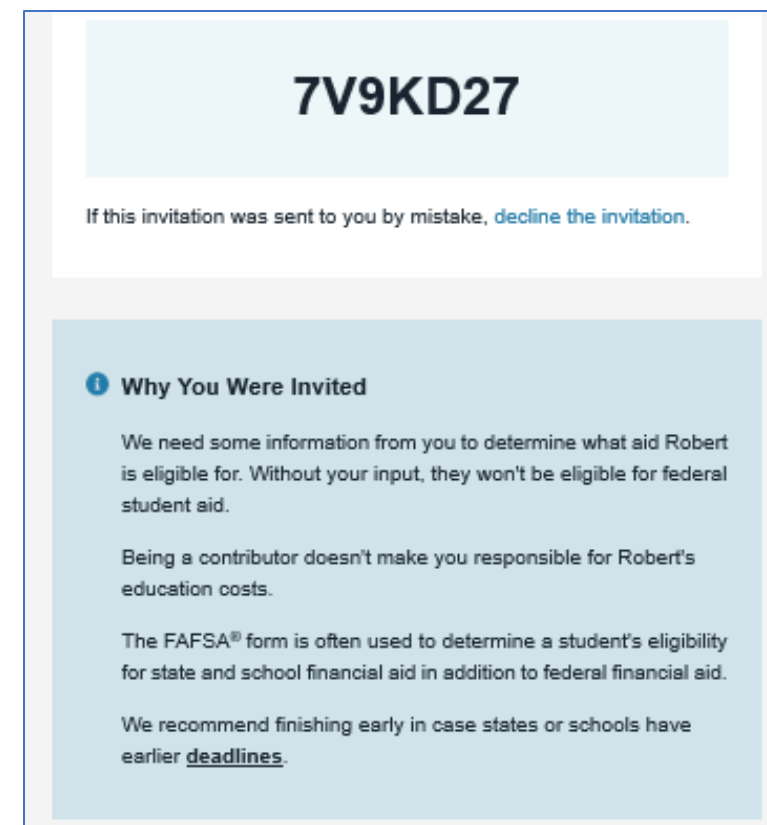 7V9KD27
If this invitation was sent to you by mistake, decline the invitation.
Why You Were Invited
We need some information from you to determine what aid Robert
is eligible for. Without your input, they won't be eligible for federal
student aid.
Being a contributor doesn't make you responsible for Robert's
education costs.
The FAFSA® form is often used to determine a student's eligibility
for state and school financial aid in addition to federal financial aid.
We recommend finishing early in case states or schools have
earlier deadlines.